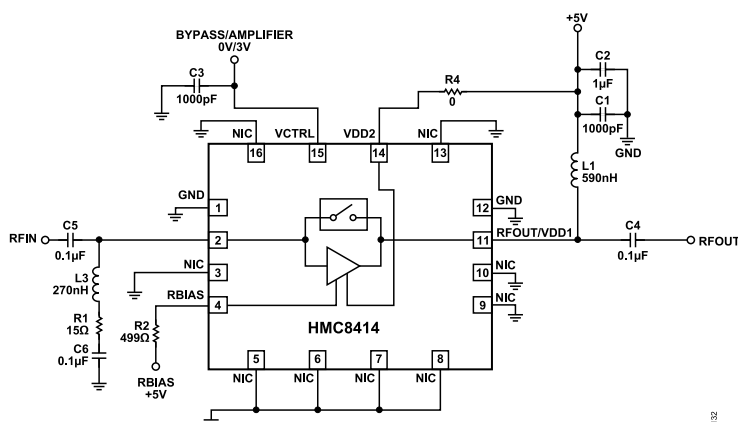 +5V
BYPASS/AMPLIFIER
0V/3V
C3
1000pF
R4
0
C2
1µF
C1
1000pF
GND
NIC
VCTRL
VDD2
NIC
16
15
14
13
L1
590nH
GND
1
12
GND
RFIN
C5
0.1µF
2
11
RFOUT/VDD1
C4
0.1µF
RFOUT
L3
270nH
NIC
3
10
NIC
R1
15Ω
RBIAS
4
9
NIC
C6
0.1µF
R2
499Ω
HMC8414
RBIAS
+5V
5
6
7
8
NIC
NIC
NIC
NIC